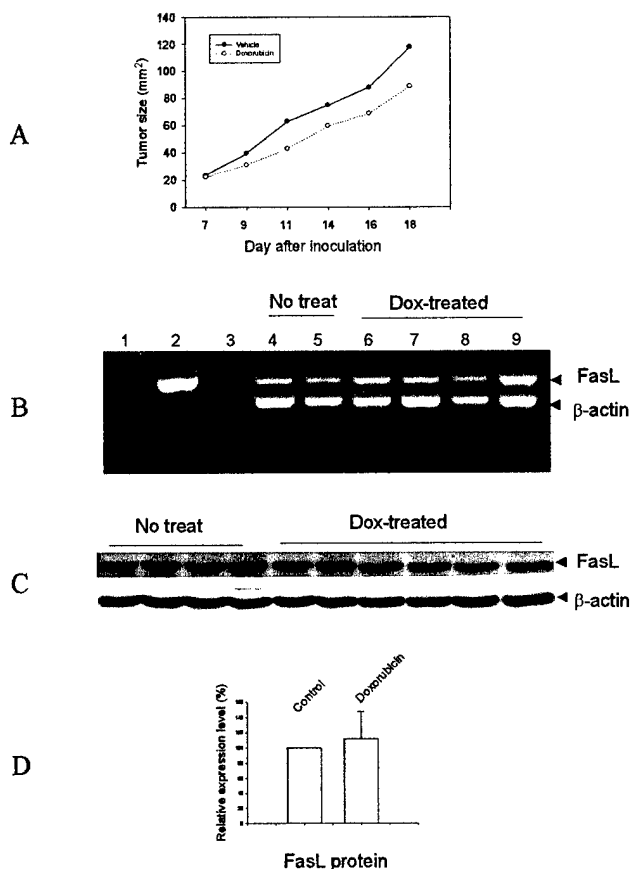 A
Tumor size (mm²)
140
120
100
80
60
40
20
0
Vehicle
Doxorubicin
7 9 11 14 16 18
Day after inoculation
B
No treat Dox-treated
1 2 3 4 5 6 7 8 9
FasL
β-actin
C
No treat Dox-treated
FasL
β-actin
D
Relative expression level (%)
Control
Doxorubicin
FasL protein